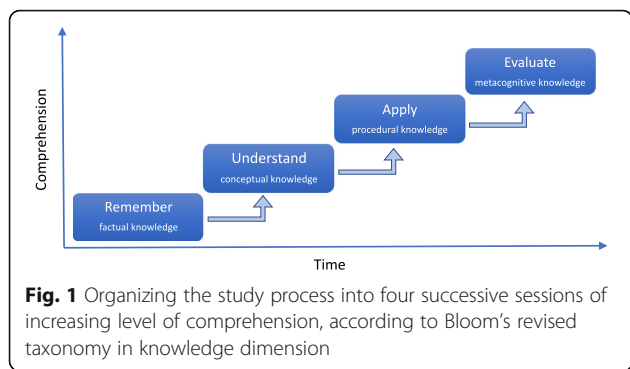 Evaluate
metacognitive knowledge
Apply
procedural knowledge
Understand
conceptual knowledge
Remember
factual knowledge
Comprehension
Time
Fig. 1 Organizing the study process into four successive sessions of
increasing level of comprehension, according to Bloom's revised
taxonomy in knowledge dimension